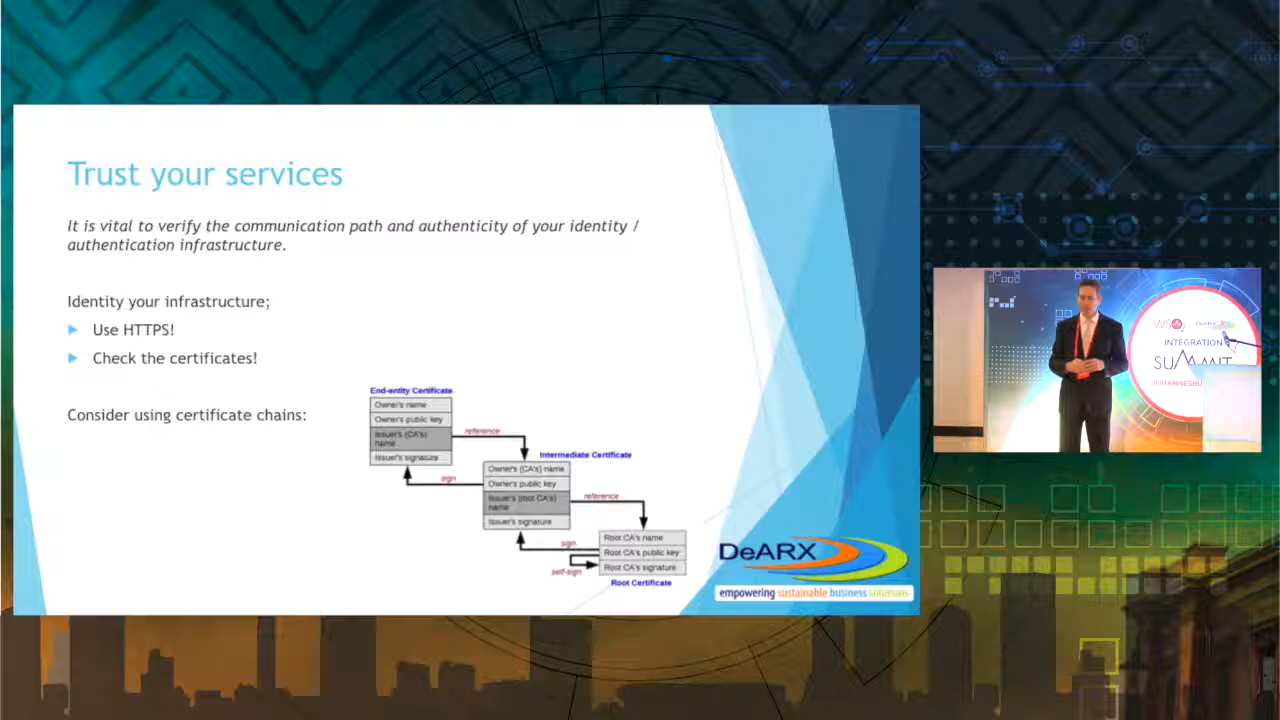 Trust your services
It is vital to verify the communication path and authenticity of your identity /
authentication infrastructure.
Identity your infrastructure;
Use HTTPS!
Check the certificates!
Consider using certificate chains:
End-entity Certificate
Owner's name
Owner's public key
Issuer's (CA's)
name
Issuer's signature
reference
sign
Intermediate Certificate
Owner's (CA's) name
Owner's public key
Issuer's (root CA's)
name
Issuer's signature
reference
sign
self-sign
Root CA's name
Root CA's public key
Root CA's signature
Root Certificate
DeARX
empowering sustainable business solutions
WSO2 DeARX
INTEGRATION
SUMMIT